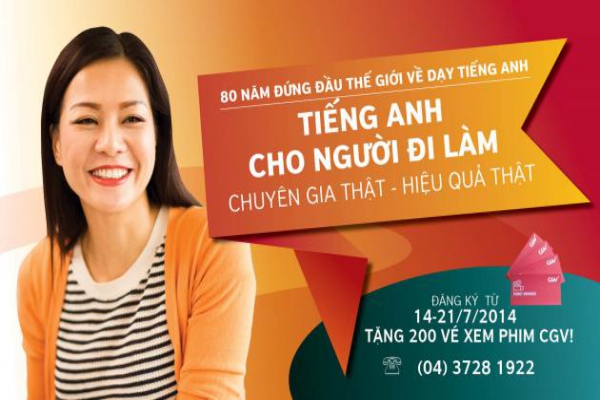 80 NĂM ĐỨNG ĐẦU THẾ GIỚI VỀ DẠY TIẾNG ANH
TIẾNG ANH
CHO NGƯỜI ĐI LÀM
CHUYÊN GIA THẬT - HIỆU QUẢ THẬT
CGV
CGV
ĐĂNG KÝ TỪ
14-21/7/2014
TẶNG 200 VÉ XEM PHIM CGV!
(04) 3728 1922